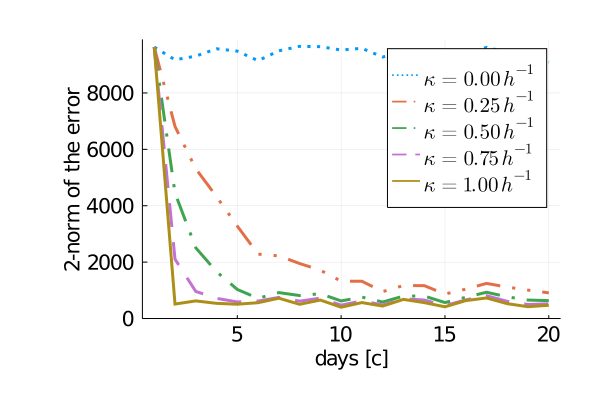 2-norm of the error
8000
6000
4000
2000
0
5
10
15
20
days [c]
κ = 0.00 h⁻¹
κ = 0.25 h⁻¹
κ = 0.50 h⁻¹
κ = 0.75 h⁻¹
κ = 1.00 h⁻¹